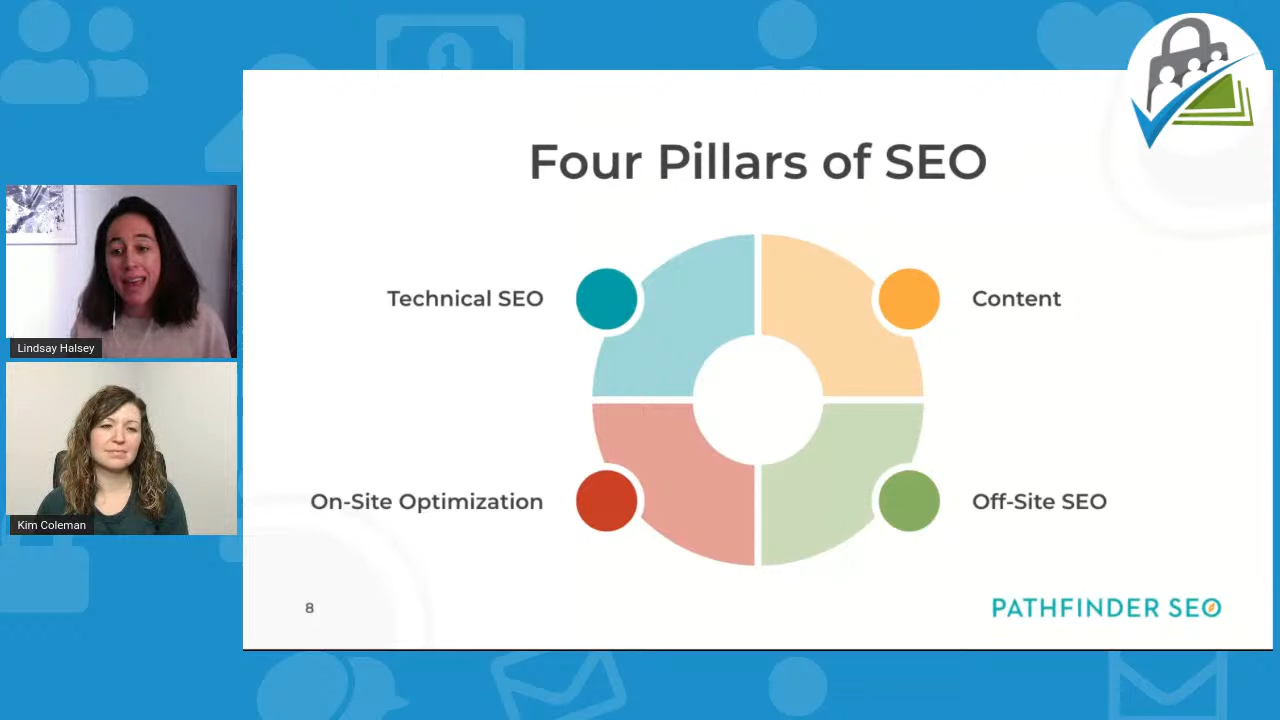 Four Pillars of SEO
Technical SEO
Content
On-Site Optimization
Off-Site SEO
8
PATHFINDER SEO
Lindsay Halsey
Kim Coleman
1